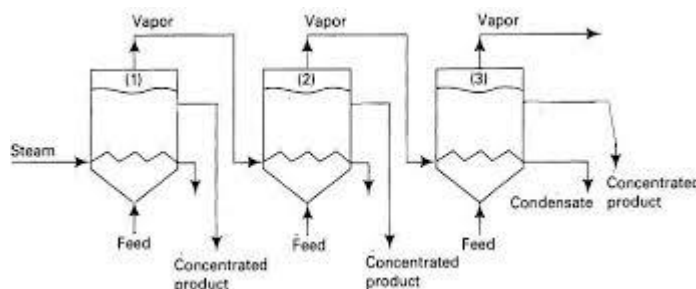 Vapor
Vapor
Vapor
(1)
(2)
(3)
Steam
Feed
Feed
Feed
Condensate
Concentrated
product
Concentrated
product
Concentrated
product